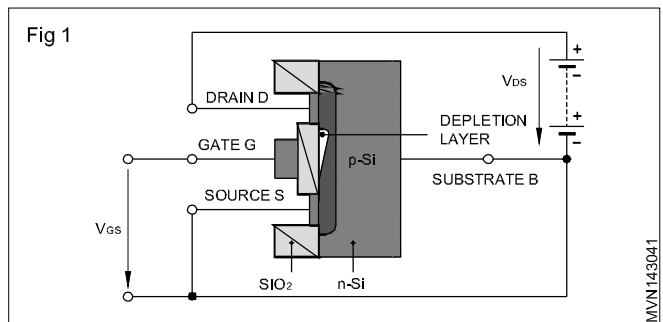 Fig 1
DRAIN D
GATE G
SOURCE S
VGS
SIO2
n-Si
p-Si
DEPLETION
LAYER
SUBSTRATE B
VDS
+
−
+
−
MVN143041